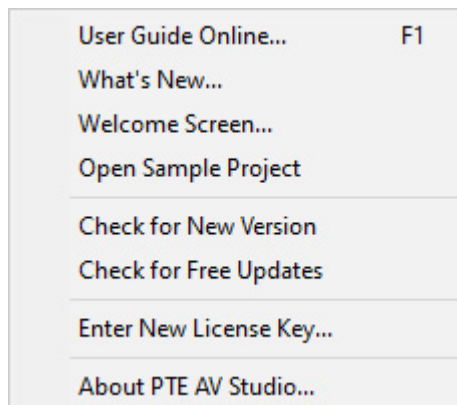 User Guide Online... F1
What's New...
Welcome Screen...
Open Sample Project
Check for New Version
Check for Free Updates
Enter New License Key...
About PTE AV Studio...